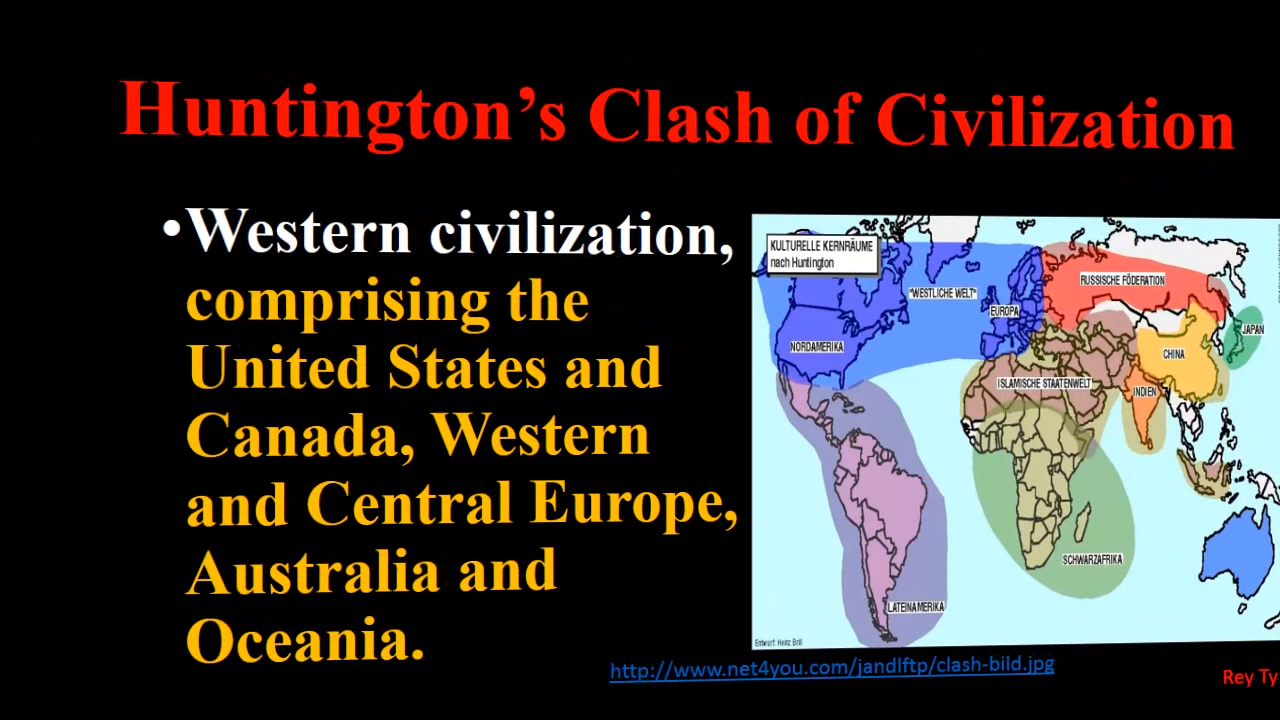 Huntington’s Clash of Civilization
•Western civilization,
comprising the
United States and
Canada, Western
and Central Europe,
Australia and
Oceania.
KULTURELLE KERNRÄUME
nach Huntington
"WESTLICHE WELT"
RUSSISCHE FÖDERATION
EUROPA
JAPAN
NORDAMERIKA
CHINA
ISLAMISCHE STAATENWELT
INDIEN
SCHWARZAFRIKA
LATEINAMERIKA
Entwurf: Heinz Brill
http://www.net4you.com/jandlftp/clash-bild.jpg
Rey Ty